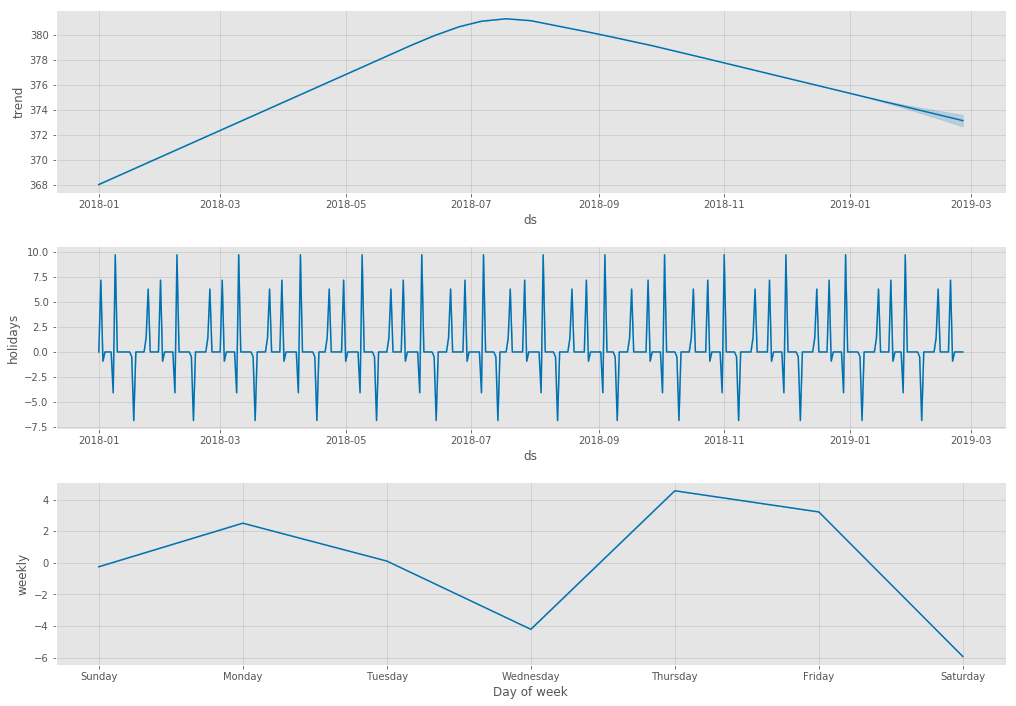 380
378
376
374
372
370
368
trend
2018-01 2018-03 2018-05 2018-07 2018-09 2018-11 2019-01 2019-03
ds
10.0
7.5
5.0
2.5
0.0
−2.5
−5.0
−7.5
holidays
2018-01 2018-03 2018-05 2018-07 2018-09 2018-11 2019-01 2019-03
ds
4
2
0
−2
−4
−6
weekly
Sunday Monday Tuesday Wednesday Thursday Friday Saturday
Day of week